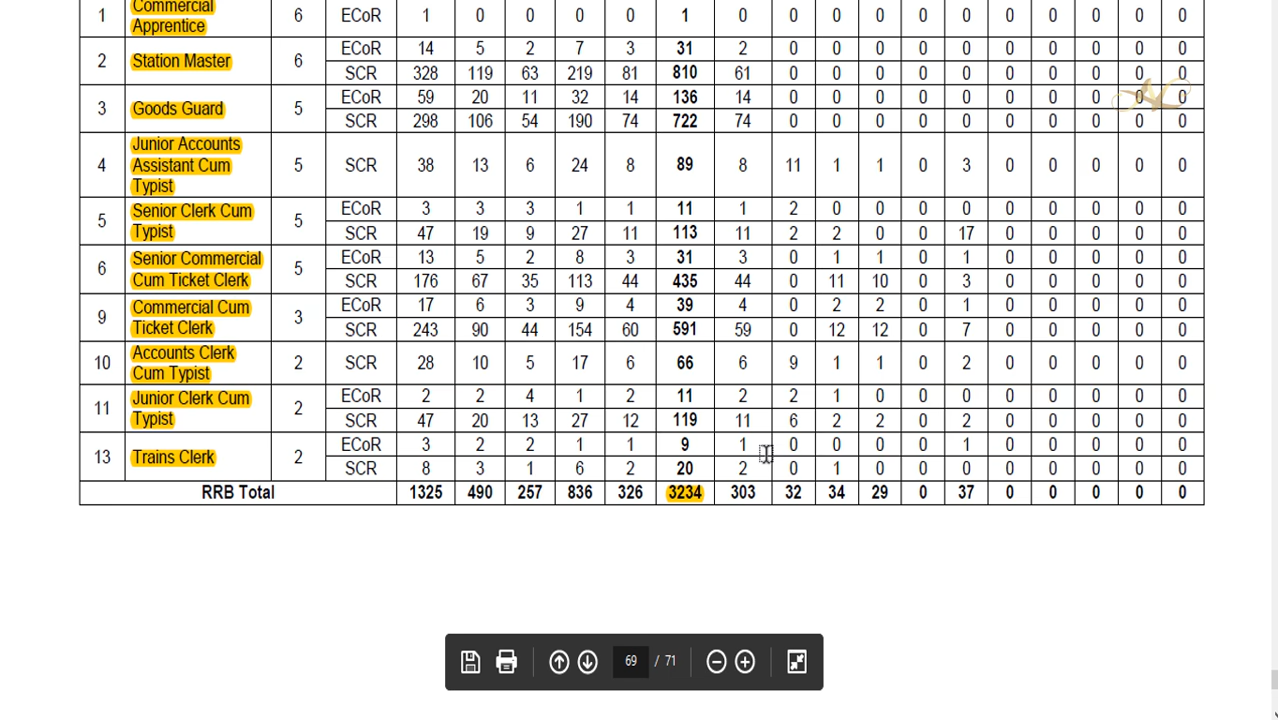 1 Commercial Apprentice 6 ECoR 1 0 0 0 0 1 0 0 0 0 0 0 0 0 0 0 0
2 Station Master 6 ECoR 14 5 2 7 3 31 2 0 0 0 0 0 0 0 0 0 0
SCR 328 119 63 219 81 810 61 0 0 0 0 0 0 0 0 0 0
3 Goods Guard 5 ECoR 59 20 11 32 14 136 14 0 0 0 0 0 0 0 0 0 0
SCR 298 106 54 190 74 722 74 0 0 0 0 0 0 0 0 0 0
4 Junior Accounts Assistant Cum Typist 5 SCR 38 13 6 24 8 89 8 11 1 1 0 3 0 0 0 0 0
5 Senior Clerk Cum Typist 5 ECoR 3 3 3 1 1 11 1 2 0 0 0 0 0 0 0 0 0
SCR 47 19 9 27 11 113 11 2 2 0 0 17 0 0 0 0 0
6 Senior Commercial Cum Ticket Clerk 5 ECoR 13 5 2 8 3 31 3 0 1 1 0 1 0 0 0 0 0
SCR 176 67 35 113 44 435 44 0 11 10 0 3 0 0 0 0 0
9 Commercial Cum Ticket Clerk 3 ECoR 17 6 3 9 4 39 4 0 2 2 0 1 0 0 0 0 0
SCR 243 90 44 154 60 591 59 0 12 12 0 7 0 0 0 0 0
10 Accounts Clerk Cum Typist 2 SCR 28 10 5 17 6 66 6 9 1 1 0 2 0 0 0 0 0
11 Junior Clerk Cum Typist 2 ECoR 2 2 4 1 2 11 2 2 1 0 0 0 0 0 0 0 0
SCR 47 20 13 27 12 119 11 6 2 2 0 2 0 0 0 0 0
13 Trains Clerk 2 ECoR 3 2 2 1 1 9 1 0 0 0 0 1 0 0 0 0 0
SCR 8 3 1 6 2 20 2 0 1 0 0 0 0 0 0 0 0
RRB Total 1325 490 257 836 326 3234 303 32 34 29 0 37 0 0 0 0 0
69 / 71